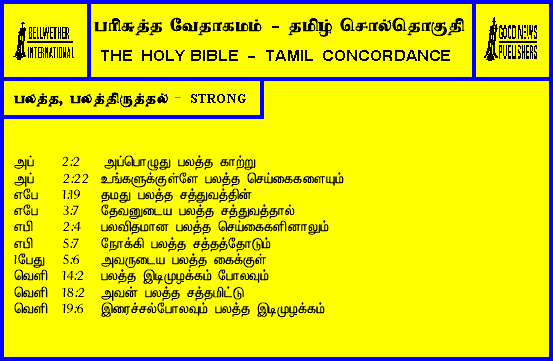 BELLWETHER
INTERNATIONAL
பரிசுத்த வேதாகமம் - தமிழ் சொல்தொகுதி
THE HOLY BIBLE - TAMIL CONCORDANCE
GOOD NEWS
PUBLISHERS
பலத்த, பலத்திருத்தல் - STRONG
அப் 2:2 அப்பொழுது பலத்த காற்று
அப் 2:22 உங்களுக்குள்ளே பலத்த செய்கைகளையும்
எபே 1:19 தமது பலத்த சத்துவத்தின்
எபே 3:7 தேவனுடைய பலத்த சத்துவத்தால்
எபி 2:4 பலவிதமான பலத்த செய்கைகளினாலும்
எபி 5:7 நோக்கி பலத்த சத்தத்தோடும்
1பேது 5:6 அவருடைய பலத்த கைக்குள்
வெளி 14:2 பலத்த இடிமுழக்கம் போலவும்
வெளி 18:2 அவன் பலத்த சத்தமிட்டு
வெளி 19:6 இரைச்சல்போலவும் பலத்த இடிமுழக்கம்